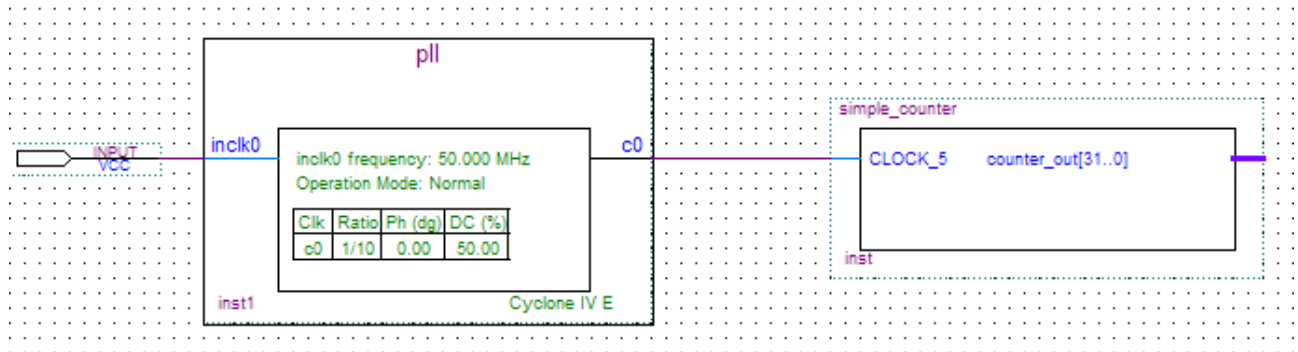 pll
INPUT
VCC
inclk0
c0
inclk0 frequency: 50.000 MHz
Operation Mode: Normal
Clk Ratio Ph (dg) DC (%)
c0 1/10 0.00 50.00
inst1
Cyclone IV E
simple_counter
CLOCK_5 counter_out[31..0]
inst